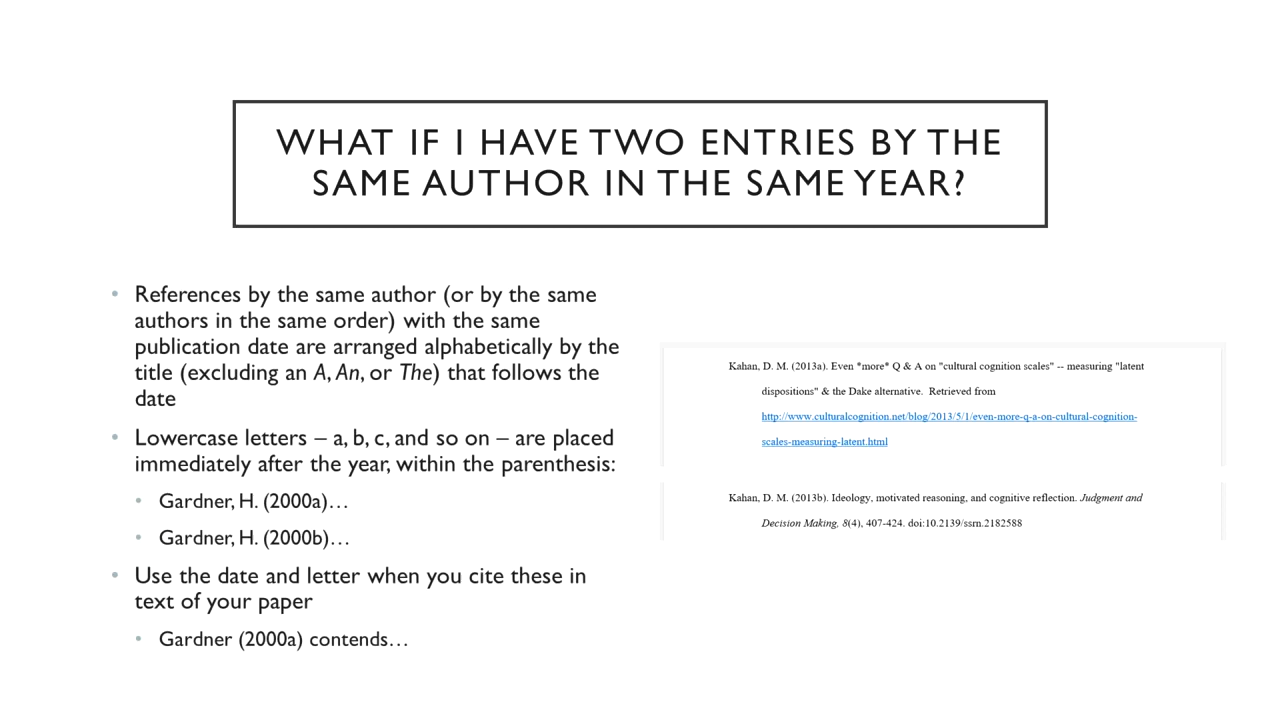 WHAT IF I HAVE TWO ENTRIES BY THE
SAME AUTHOR IN THE SAME YEAR?
• References by the same author (or by the same
authors in the same order) with the same
publication date are arranged alphabetically by the
title (excluding an A, An, or The) that follows the
date
• Lowercase letters – a, b, c, and so on – are placed
immediately after the year, within the parenthesis:
• Gardner, H. (2000a)…
• Gardner, H. (2000b)…
• Use the date and letter when you cite these in
text of your paper
• Gardner (2000a) contends…
Kahan, D. M. (2013a). Even *more* Q & A on "cultural cognition scales" -- measuring "latent
dispositions" & the Dake alternative.  Retrieved from
http://www.culturalcognition.net/blog/2013/5/1/even-more-q-a-on-cultural-cognition-
scales-measuring-latent.html
Kahan, D. M. (2013b). Ideology, motivated reasoning, and cognitive reflection. Judgment and
Decision Making, 8(4), 407-424. doi:10.2139/ssrn.2182588